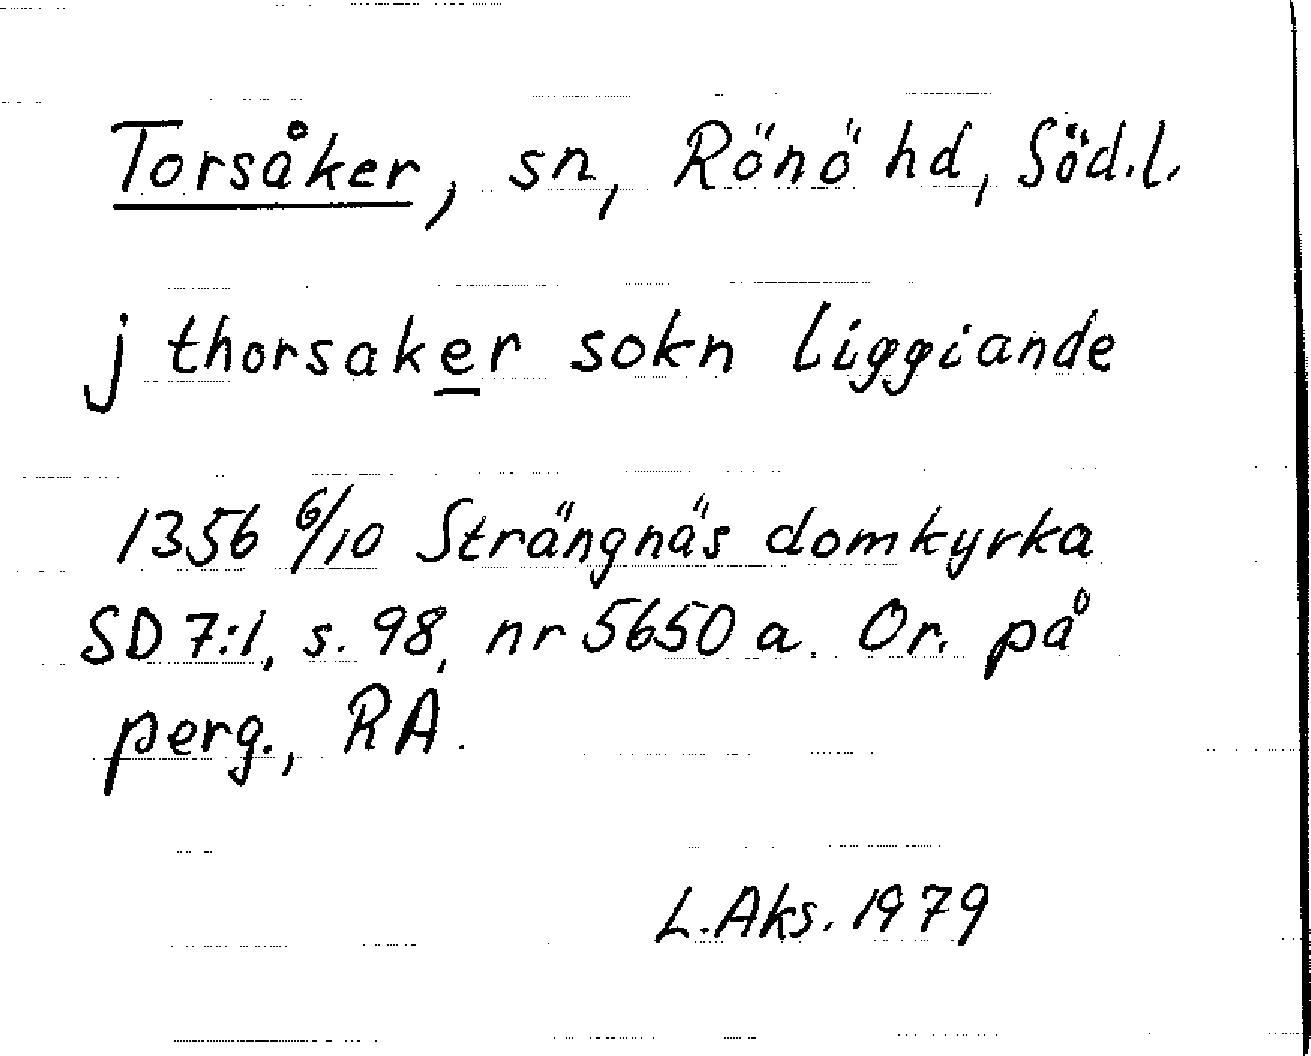 Torsåker, sn, Rönö hd, Söd.l.
j thorsaker sokn liggiande
1356 6/10 Strängnäs domkyrka
SD 7:1, s. 98, nr 5650 a. Or. på
perg., RA.
L. Aks. 1979